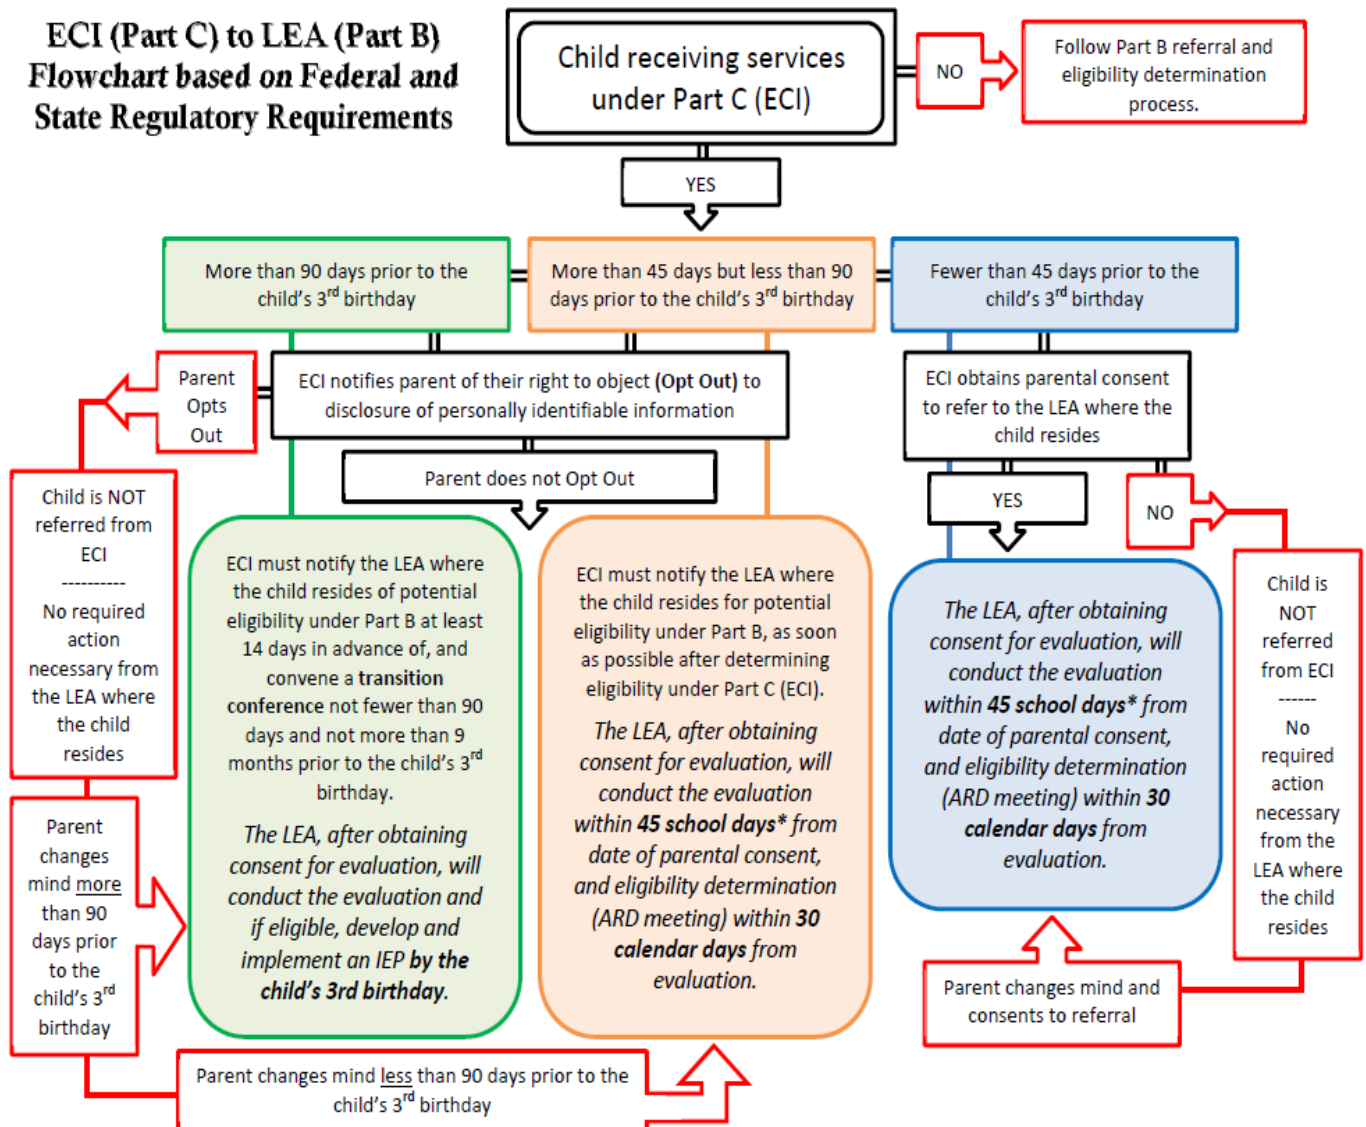 ECI (Part C) to LEA (Part B)
Flowchart based on Federal and
State Regulatory Requirements
Child receiving services
under Part C (ECI)
NO
Follow Part B referral and
eligibility determination
process.
YES
More than 90 days prior to the
child's 3rd birthday
More than 45 days but less than 90
days prior to the child's 3rd birthday
Fewer than 45 days prior to the
child's 3rd birthday
Parent
Opts
Out
ECI notifies parent of their right to object (Opt Out) to
disclosure of personally identifiable information
ECI obtains parental consent
to refer to the LEA where the
child resides
Parent does not Opt Out
YES
NO
Child is NOT
referred from
ECI
----------
No required
action
necessary from
the LEA where
the child
resides
ECI must notify the LEA where
the child resides of potential
eligibility under Part B at least
14 days in advance of, and
convene a transition
conference not fewer than 90
days and not more than 9
months prior to the child's 3rd
birthday.
The LEA, after obtaining
consent for evaluation, will
conduct the evaluation and
if eligible, develop and
implement an IEP by the
child's 3rd birthday.
ECI must notify the LEA where
the child resides for potential
eligibility under Part B, as soon
as possible after determining
eligibility under Part C (ECI).
The LEA, after obtaining
consent for evaluation, will
conduct the evaluation
within 45 school days* from
date of parental consent,
and eligibility determination
(ARD meeting) within 30
calendar days from
evaluation.
The LEA, after obtaining
consent for evaluation, will
conduct the evaluation
within 45 school days* from
date of parental consent,
and eligibility determination
(ARD meeting) within 30
calendar days from
evaluation.
Child is
NOT
referred
from ECI
------
No
required
action
necessary
from the
LEA where
the child
resides
Parent
changes
mind more
than 90
days prior
to the
child's 3rd
birthday
Parent changes mind and
consents to referral
Parent changes mind less than 90 days prior to the
child's 3rd birthday